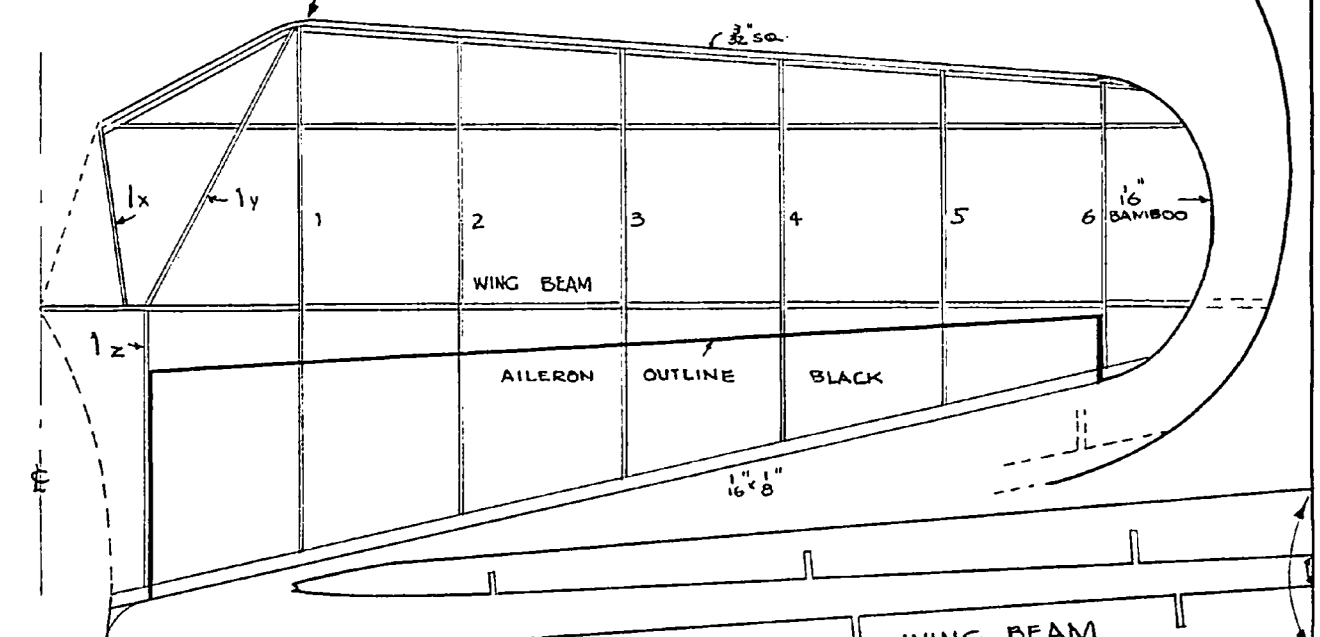 3/32" SQ.
1x
1y
1
2
3
4
5
6
1/16"
BAMBOO
WING BEAM
1z
AILERON OUTLINE BLACK
℄
1/16" x 1/8"
WING BEAM